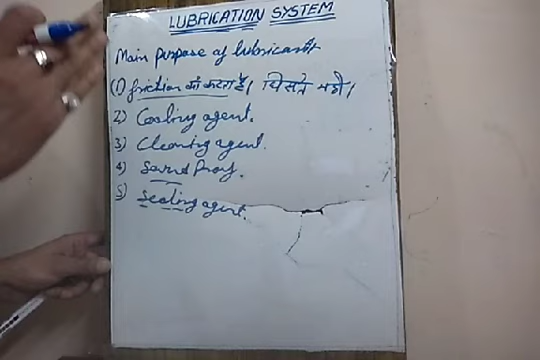 LUBRICATION SYSTEM
Main purpose of lubricant
(1) friction को करता है। घिसने नही।
2) Cooling agent.
3) Cleaning agent.
4) Sound Proof.
5) Sealing agent.